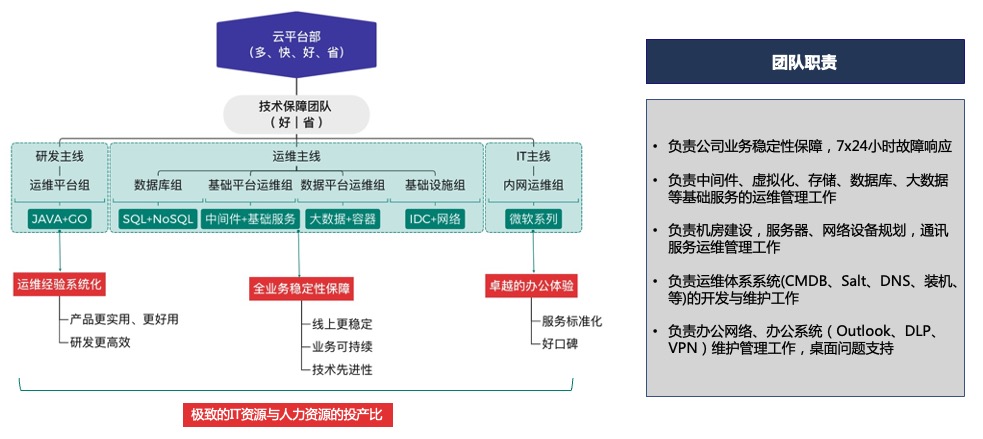 云平台部
（多、快、好、省）
技术保障团队
（ 好 | 省 ）
研发主线
运维主线
IT主线
运维平台组
数据库组
基础平台运维组
数据平台运维组
基础设施组
内网运维组
JAVA+GO
SQL+NoSQL
中间件+基础服务
大数据+容器
IDC+网络
微软系列
运维经验系统化
产品更实用、更好用
研发更高效
全业务稳定性保障
线上更稳定
业务可持续
技术先进性
卓越的办公体验
服务标准化
好口碑
极致的IT资源与人力资源的投产比
团队职责
• 负责公司业务稳定性保障，7x24小时故障响应
• 负责中间件、虚拟化、存储、数据库、大数据
等基础服务的运维管理工作
• 负责机房建设，服务器、网络设备规划，通讯
服务运维管理工作
• 负责运维体系系统(CMDB、Salt、DNS、装机、
等)的开发与维护工作
• 负责办公网络、办公系统（Outlook、DLP、
VPN）维护管理工作，桌面问题支持